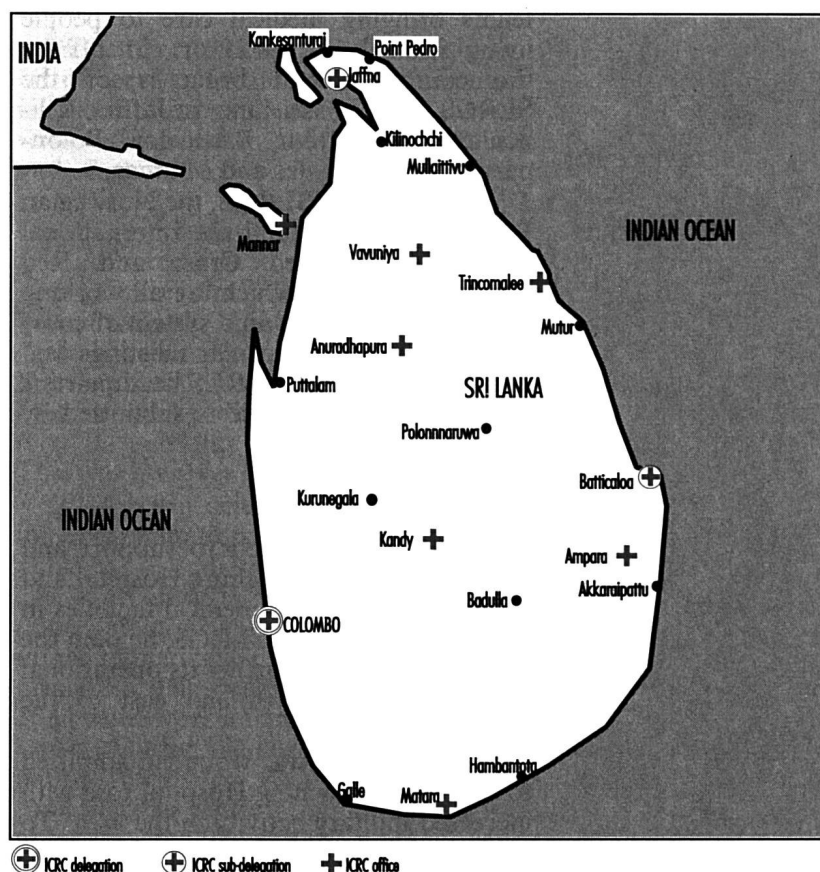 Kankesanturai
Point Pedro
INDIA
Jaffna
Kilinochchi
Mullaittivu
Mannar
INDIAN OCEAN
Vavuniya
Trincomalee
Mutur
Anuradhapura
Puttalam
SRI LANKA
Polonnnaruwa
Batticaloa
Kurunegala
INDIAN OCEAN
Kandy
Ampara
Akkaraipattu
Badulla
COLOMBO
Hambantota
Galle
Matara
ICRC delegation ICRC sub-delegation ICRC office